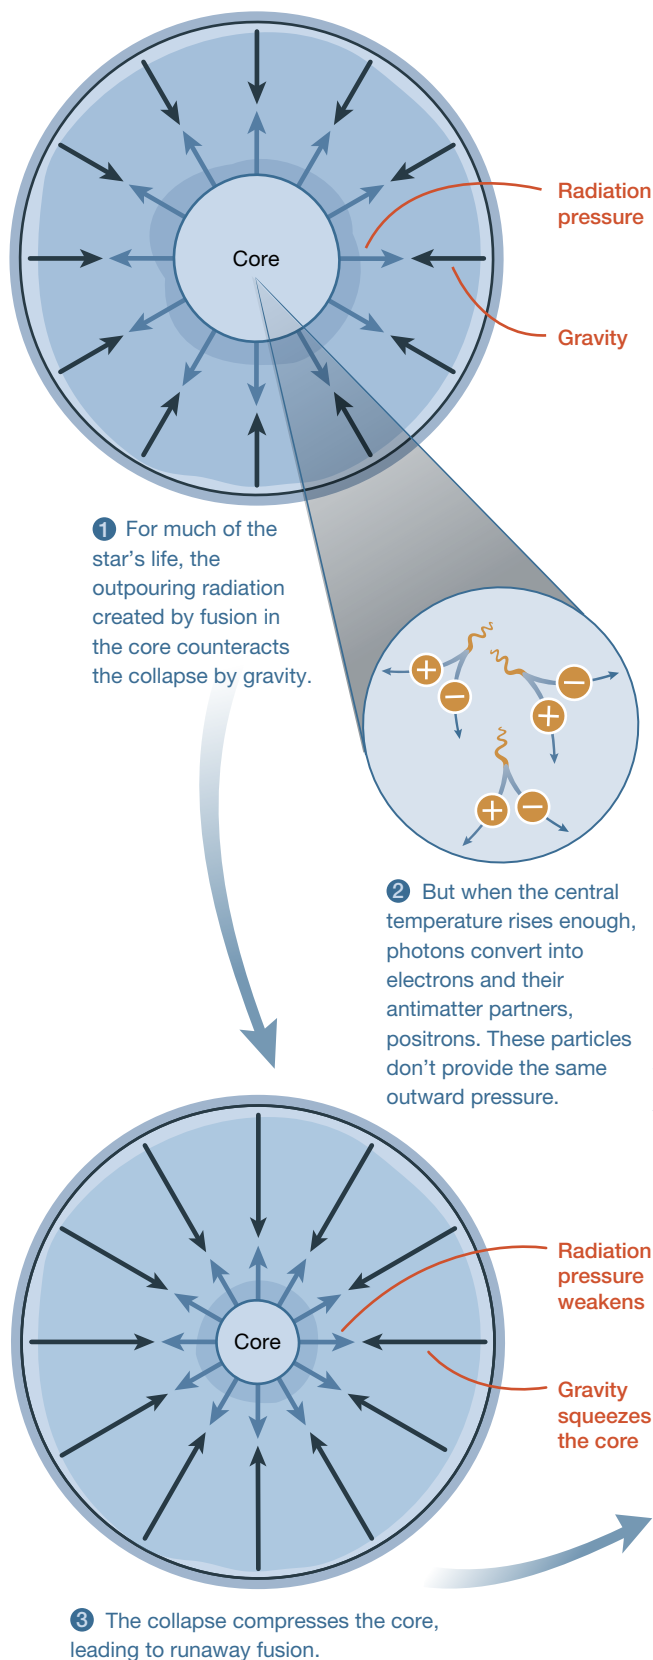 Core
Radiation
pressure
Gravity
1 For much of the
star’s life, the
outpouring radiation
created by fusion in
the core counteracts
the collapse by gravity.
+
−
+
−
+
−
2 But when the central
temperature rises enough,
photons convert into
electrons and their
antimatter partners,
positrons. These particles
don’t provide the same
outward pressure.
Core
Radiation
pressure
weakens
Gravity
squeezes
the core
3 The collapse compresses the core,
leading to runaway fusion.